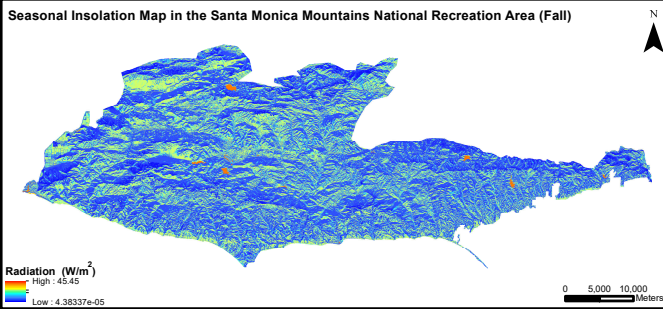 Seasonal Insolation Map in the Santa Monica Mountains National Recreation Area (Fall)
N
Radiation (W/m2)
High : 45.45
Low : 4.38337e-05
0 5,000 10,000
Meters